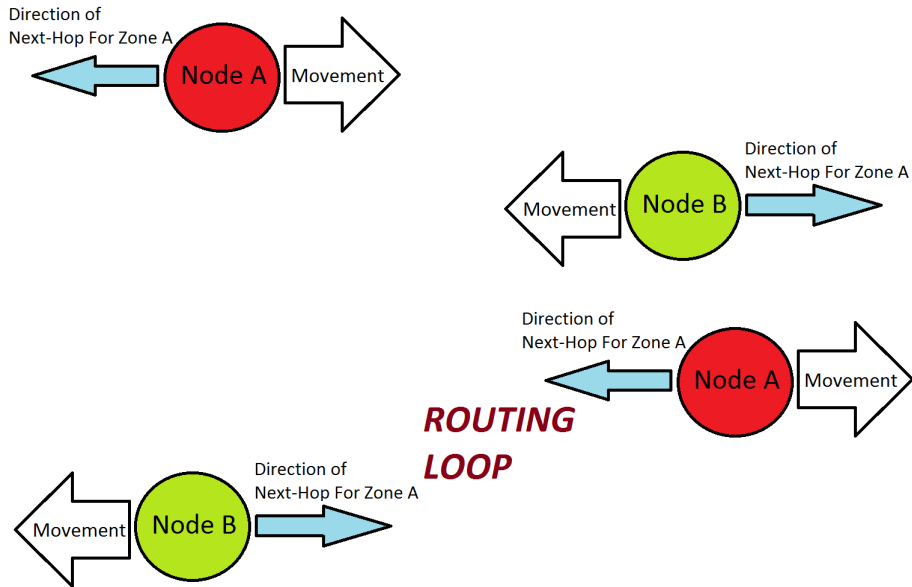 Direction of
Next-Hop For Zone A
Node A
Movement
Direction of
Next-Hop For Zone A
Movement
Node B
Direction of
Next-Hop For Zone A
Node A
Movement
ROUTING
LOOP
Direction of
Next-Hop For Zone A
Movement
Node B